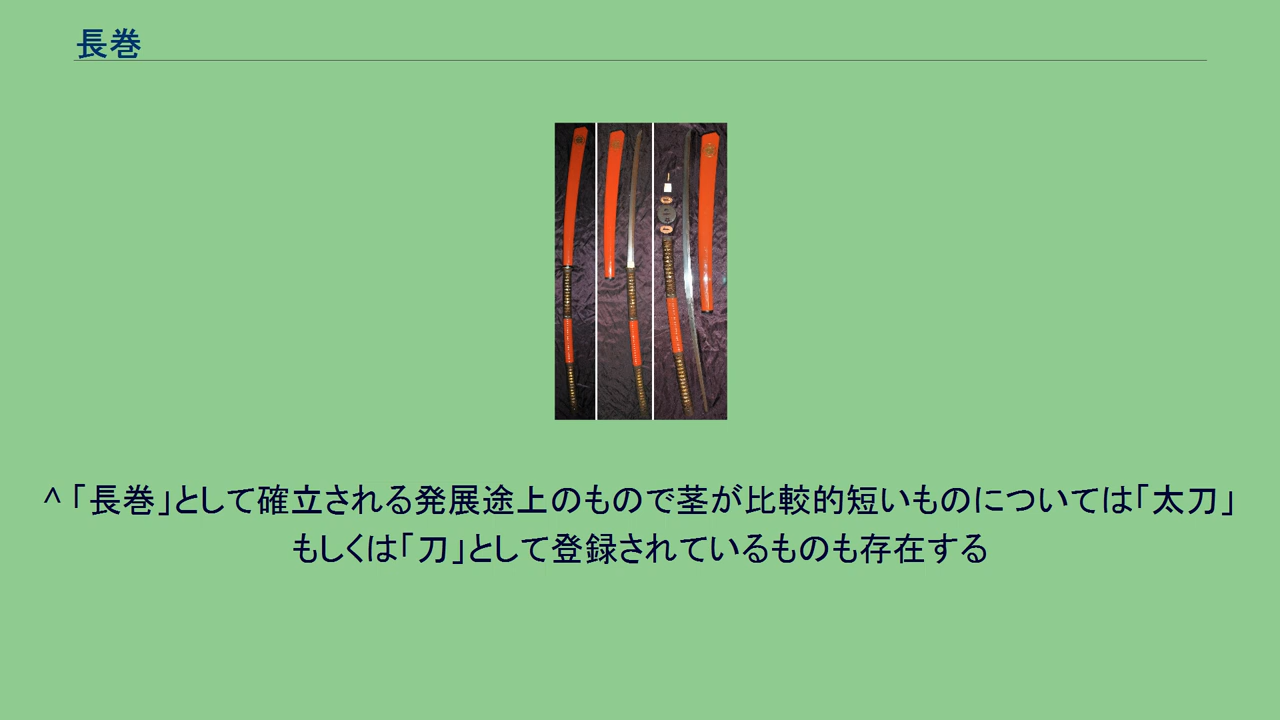 長巻
^ ｢長巻｣として確立される発展途上のもので茎が比較的短いものについては｢太刀｣
もしくは｢刀｣として登録されているものも存在する